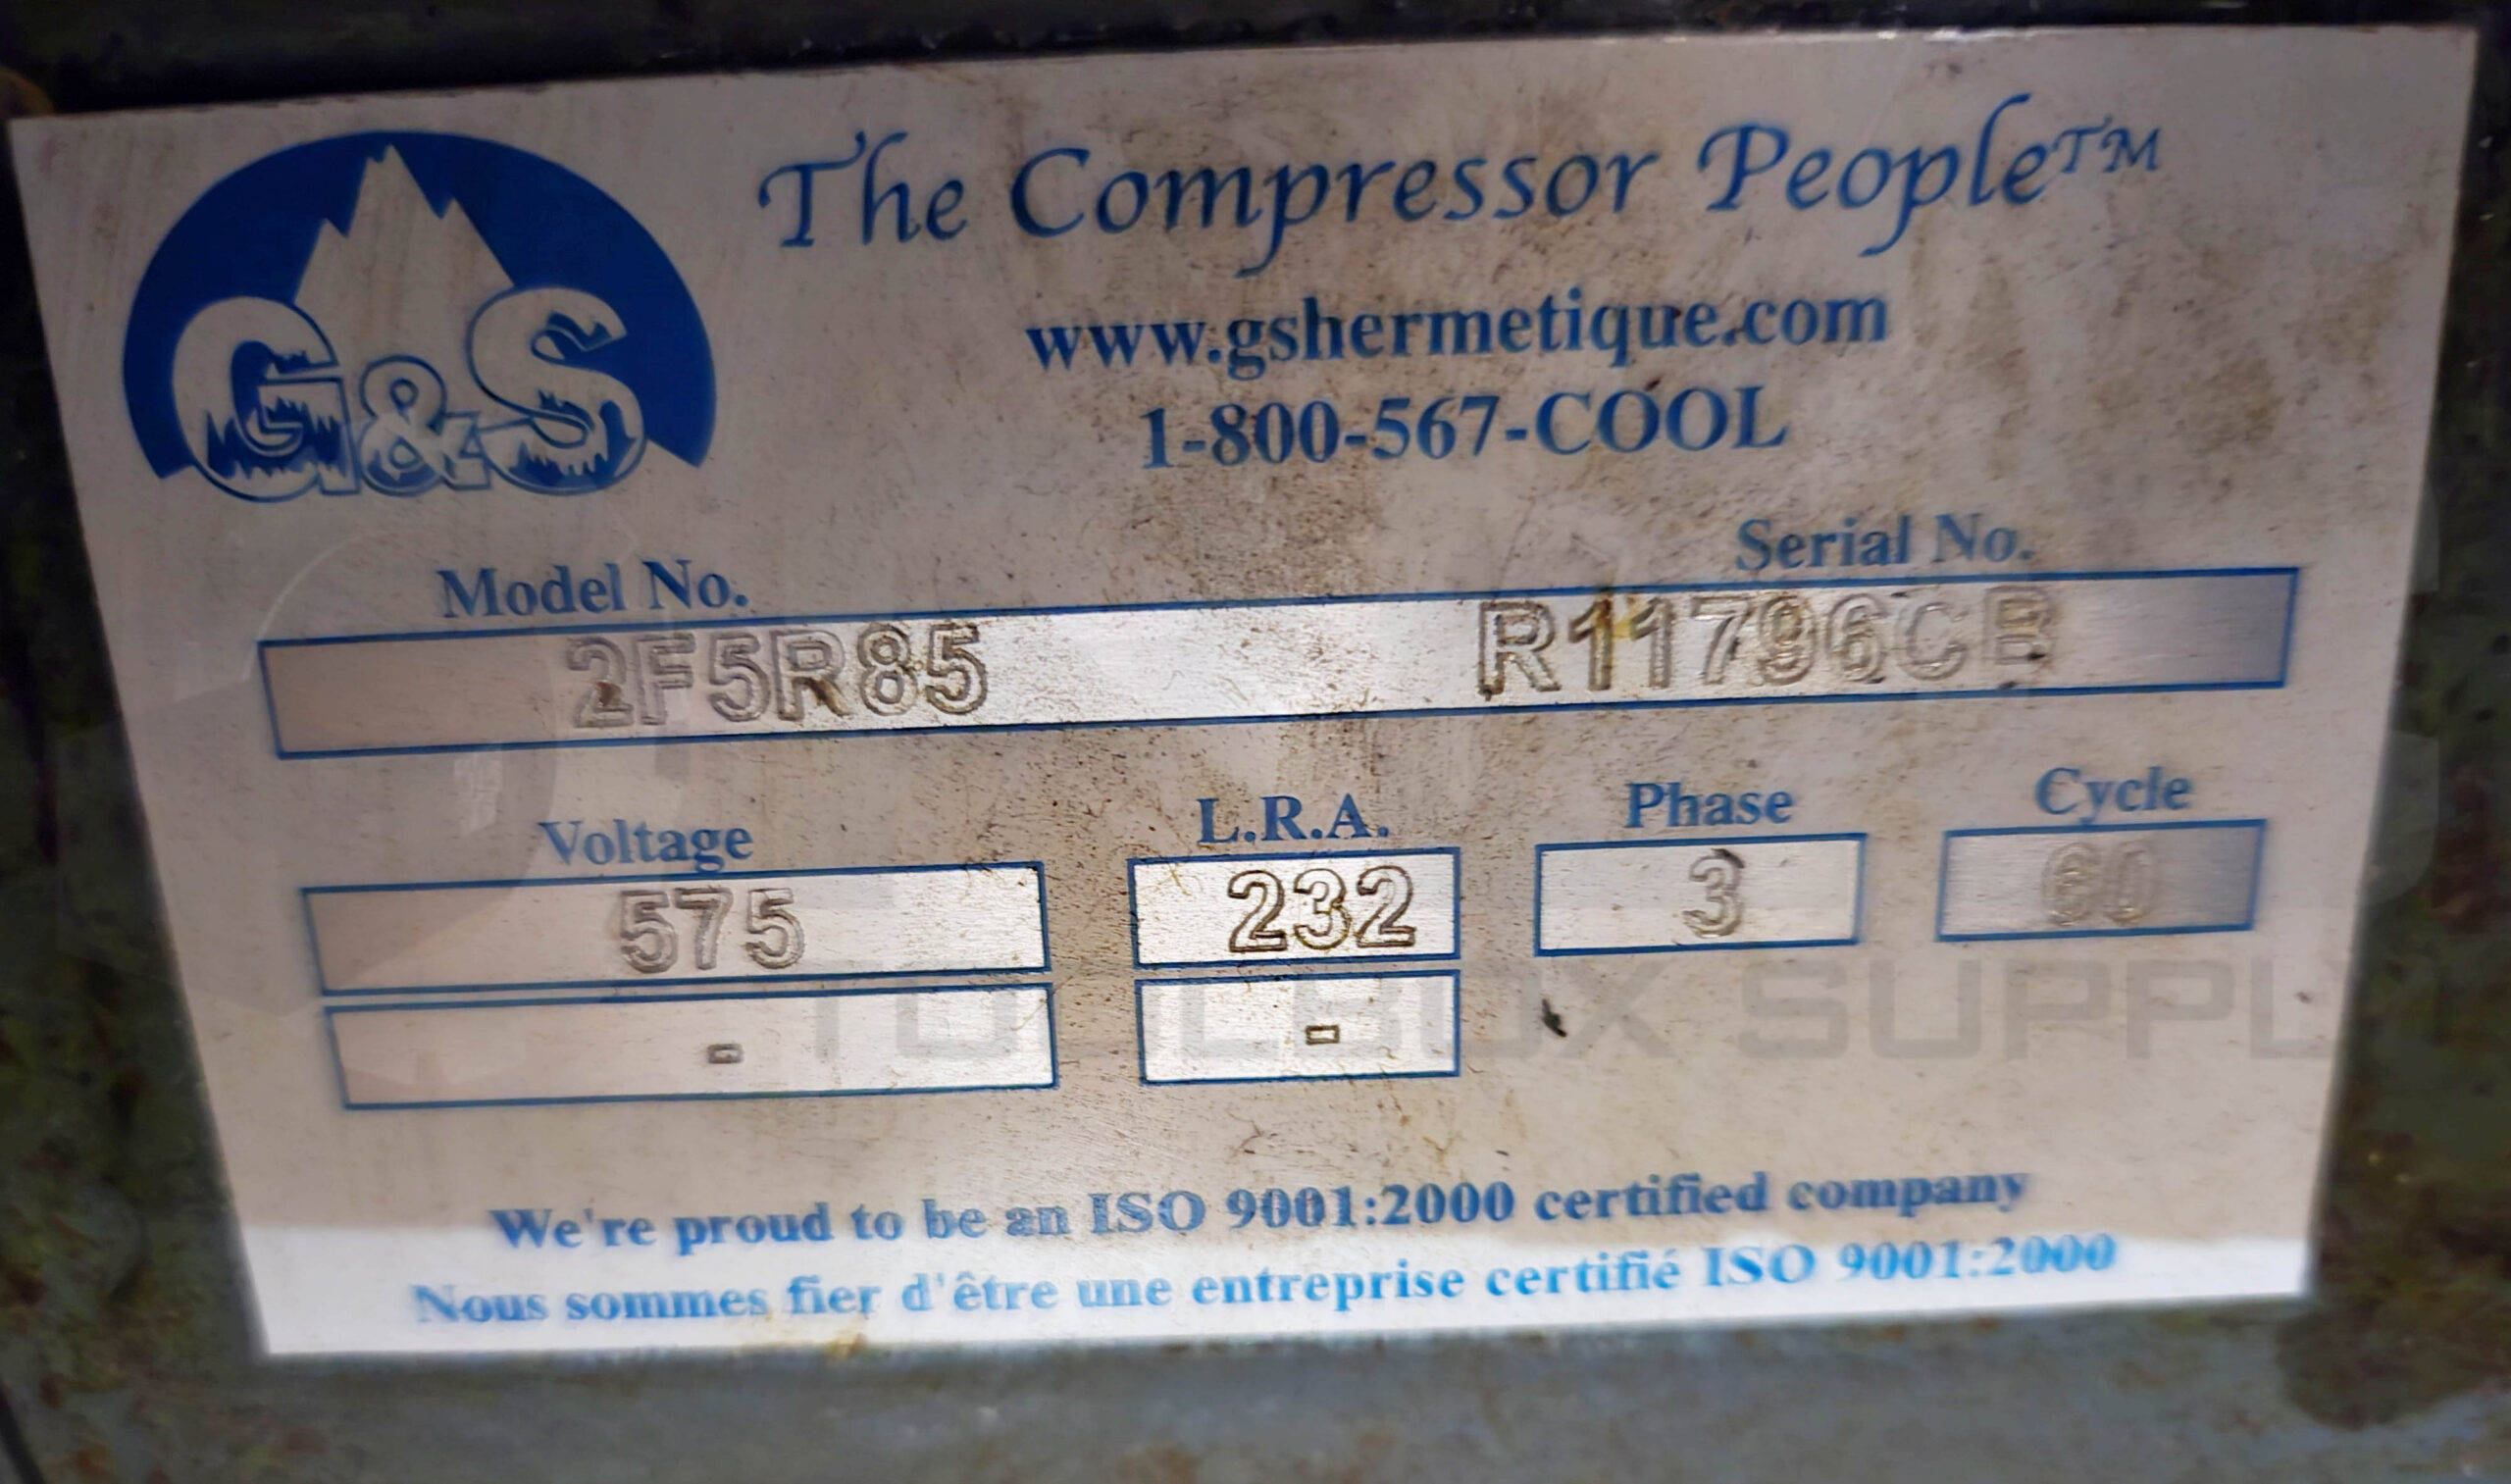 G&S
The Compressor People™
www.gshermetique.com
1-800-567-COOL
Model No. Serial No.
2F5R85 R11796CB
Voltage L.R.A. Phase Cycle
575 232 3 60
- -
TOOLBOX SUPPL
We're proud to be an ISO 9001:2000 certified company
Nous sommes fier d'être une entreprise certifié ISO 9001:2000